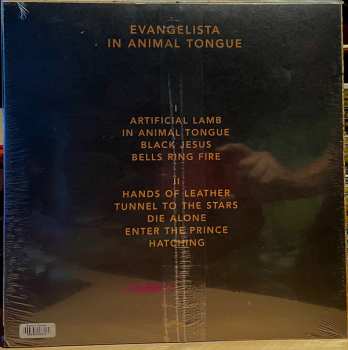 EVANGELISTA
IN ANIMAL TONGUE
I
ARTIFICIAL LAMB
IN ANIMAL TONGUE
BLACK JESUS
BELLS RING FIRE
II
HANDS OF LEATHER
TUNNEL TO THE STARS
DIE ALONE
ENTER THE PRINCE
HATCHING